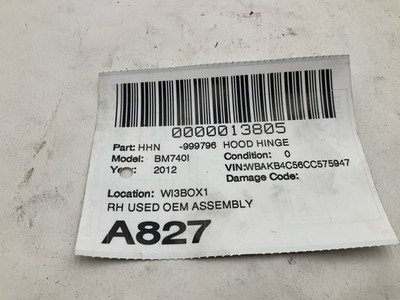 0000013805
Part: HHN -999796 HOOD HINGE
Model: BM740I Condition: 0
Year: 2012 VIN:WBAKB4C56CC575947
Damage Code:
Location: WI3BOX1
RH USED OEM ASSEMBLY
A827